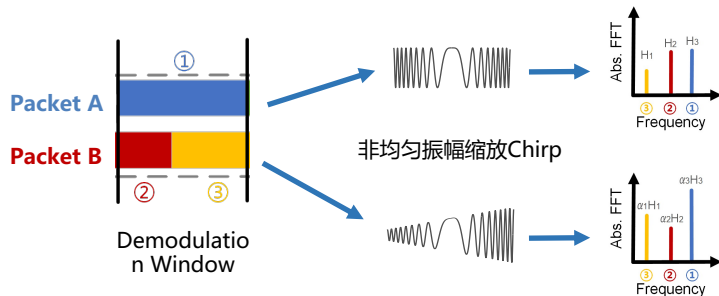 ①
Packet A
Packet B
② ③
Demodulatio
n Window
非均匀振幅缩放Chirp
Abs. FFT
H1 H2 H3
③ ② ①
Frequency
Abs. FFT
α1H1 α2H2 α3H3
③ ② ①
Frequency